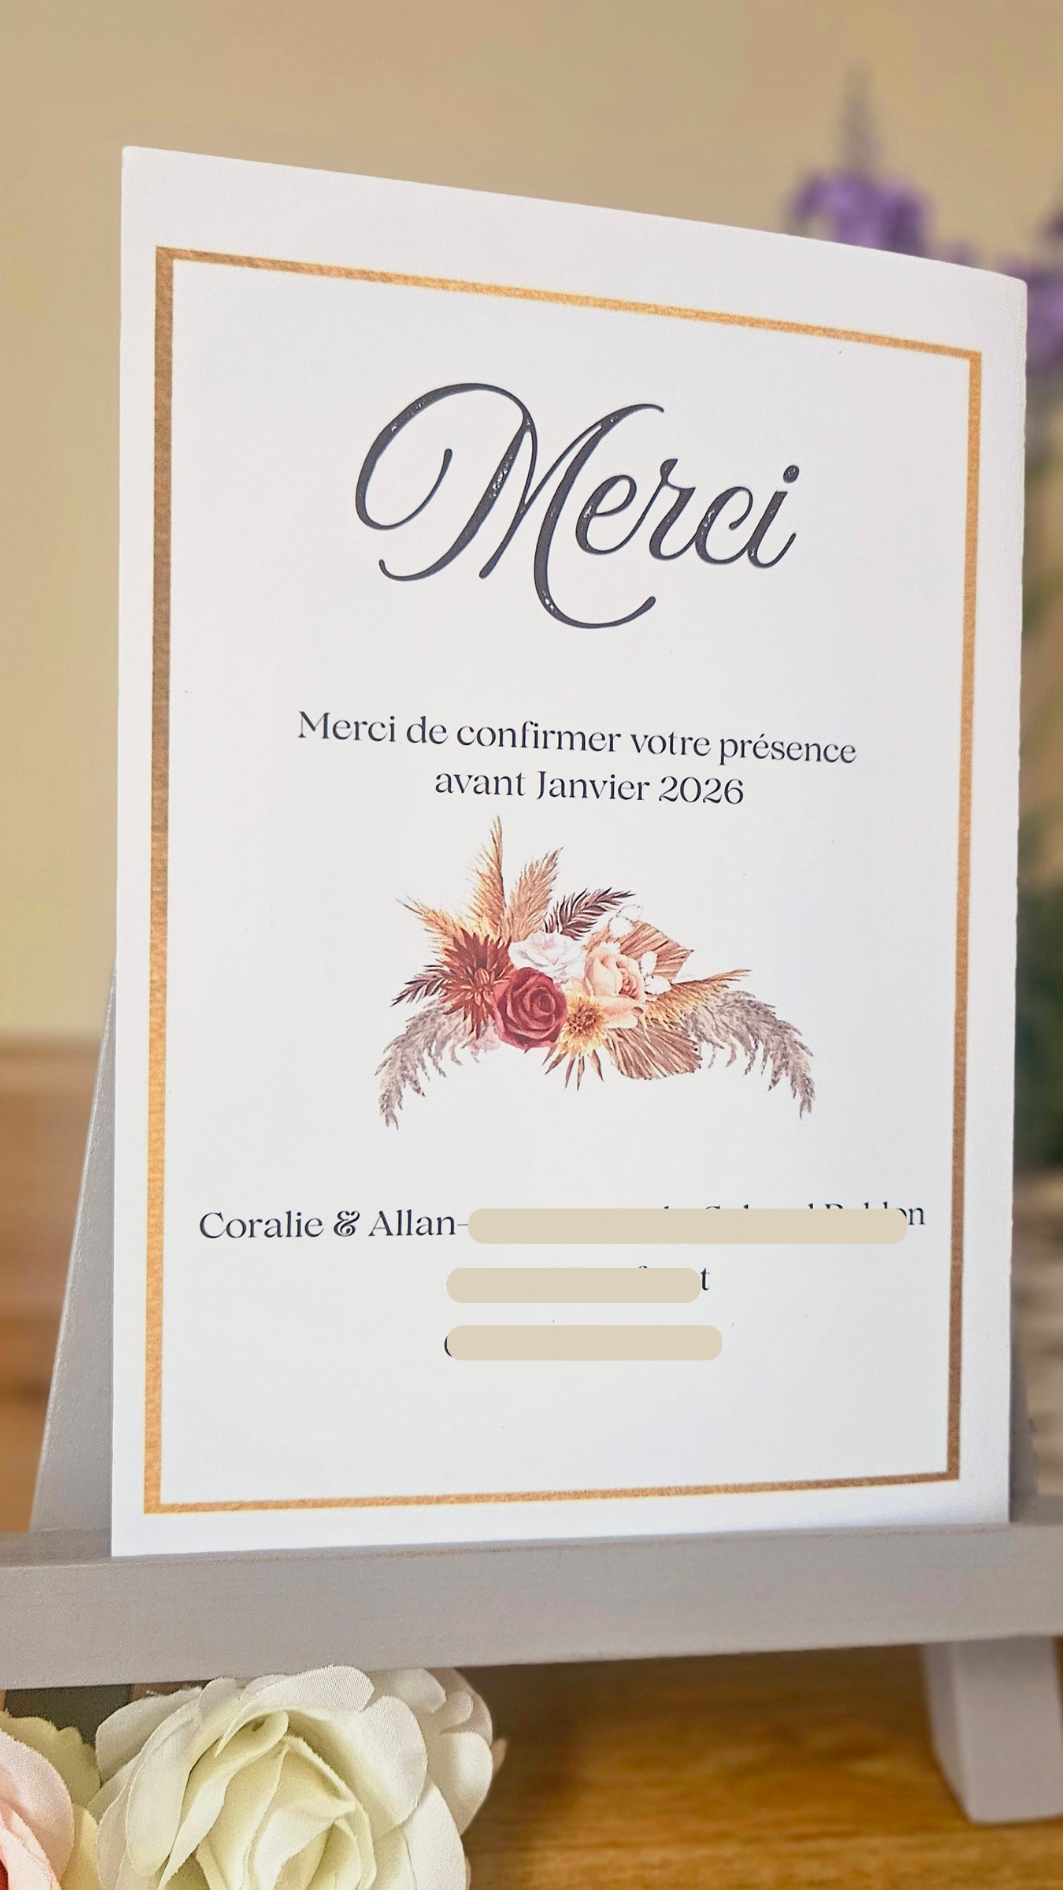 Merci
Merci de confirmer votre présence
avant Janvier 2026
Coralie & Allan-